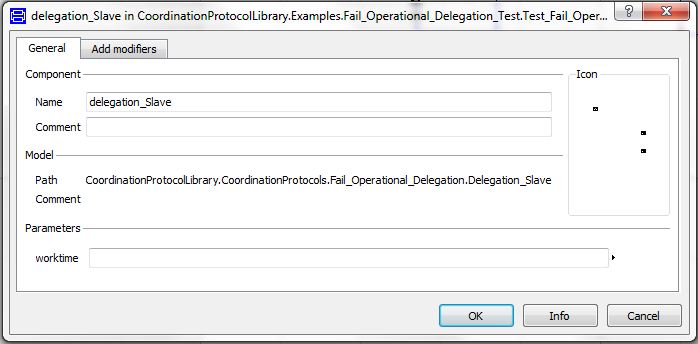 delegation_Slave in CoordinationProtocolLibrary.Examples.Fail_Operational_Delegation_Test.Test_Fail_Oper...
?
General
Add modifiers
Component
Icon
Name
delegation_Slave
Comment
Model
Path
CoordinationProtocolLibrary.CoordinationProtocols.Fail_Operational_Delegation.Delegation_Slave
Comment
Parameters
worktime
OK
Info
Cancel